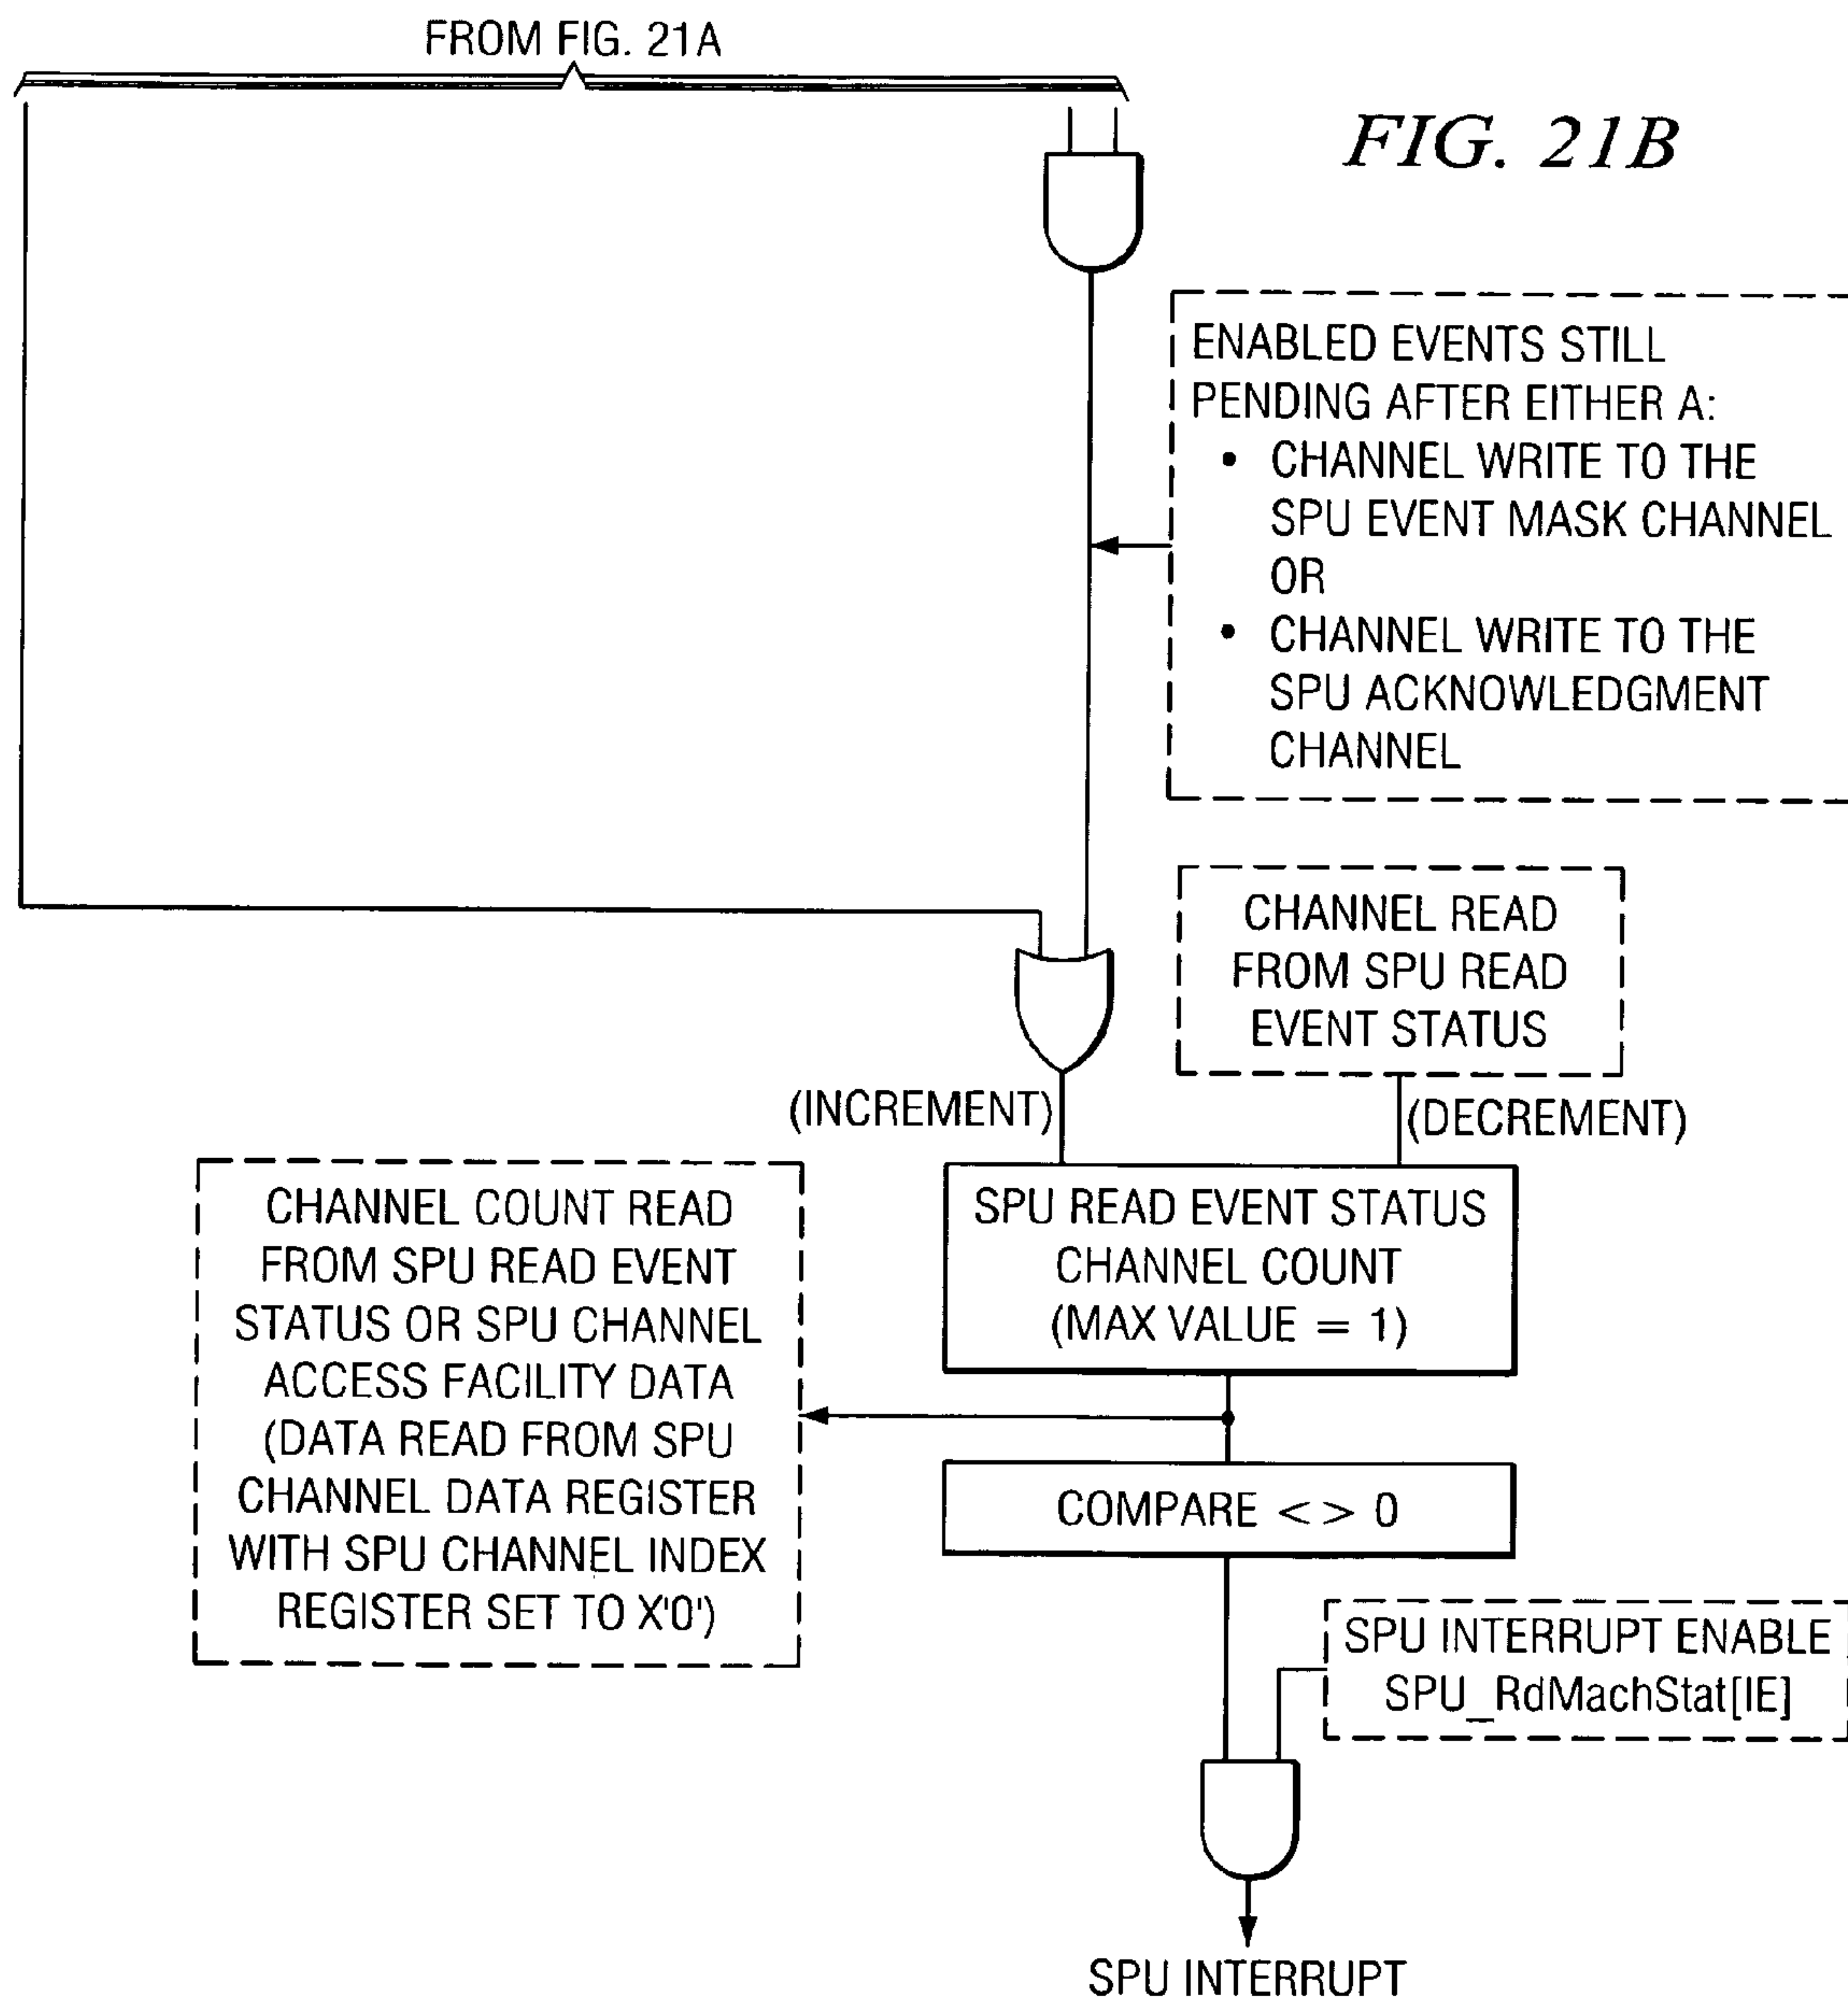 FROM FIG. 21A
FIG. 21B
ENABLED EVENTS STILL
PENDING AFTER EITHER A:
• CHANNEL WRITE TO THE
SPU EVENT MASK CHANNEL
OR
• CHANNEL WRITE TO THE
SPU ACKNOWLEDGMENT
CHANNEL
CHANNEL READ
FROM SPU READ
EVENT STATUS
(INCREMENT)
(DECREMENT)
SPU READ EVENT STATUS
CHANNEL COUNT
(MAX VALUE = 1)
CHANNEL COUNT READ
FROM SPU READ EVENT
STATUS OR SPU CHANNEL
ACCESS FACILITY DATA
(DATA READ FROM SPU
CHANNEL DATA REGISTER
WITH SPU CHANNEL INDEX
REGISTER SET TO X'0')
COMPARE < > 0
SPU INTERRUPT ENABLE
SPU_RdMachStat[IE]
SPU INTERRUPT